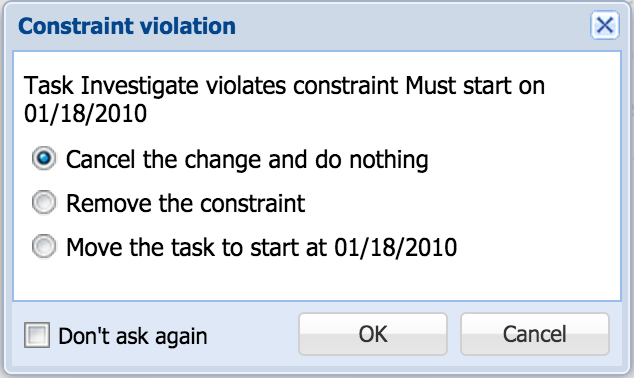 Constraint violation
Task Investigate violates constraint Must start on
01/18/2010
Cancel the change and do nothing
Remove the constraint
Move the task to start at 01/18/2010
Don't ask again
OK
Cancel